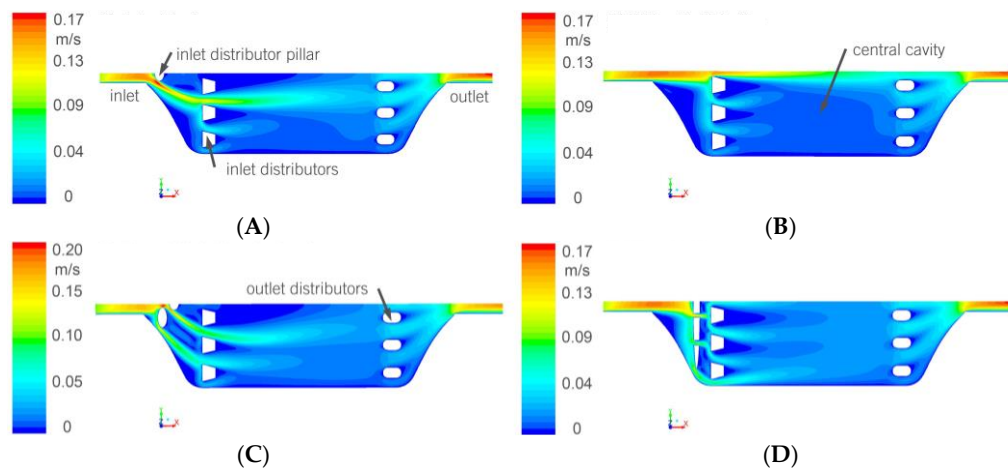 0.17
m/s
0.13
0.09
0.04
0
inlet distributor pillar
inlet
outlet
inlet distributors
(A)
0.17
m/s
0.13
0.09
0.04
0
central cavity
(B)
0.20
m/s
0.15
0.10
0.05
0
outlet distributors
(C)
0.17
m/s
0.13
0.09
0.04
0
(D)